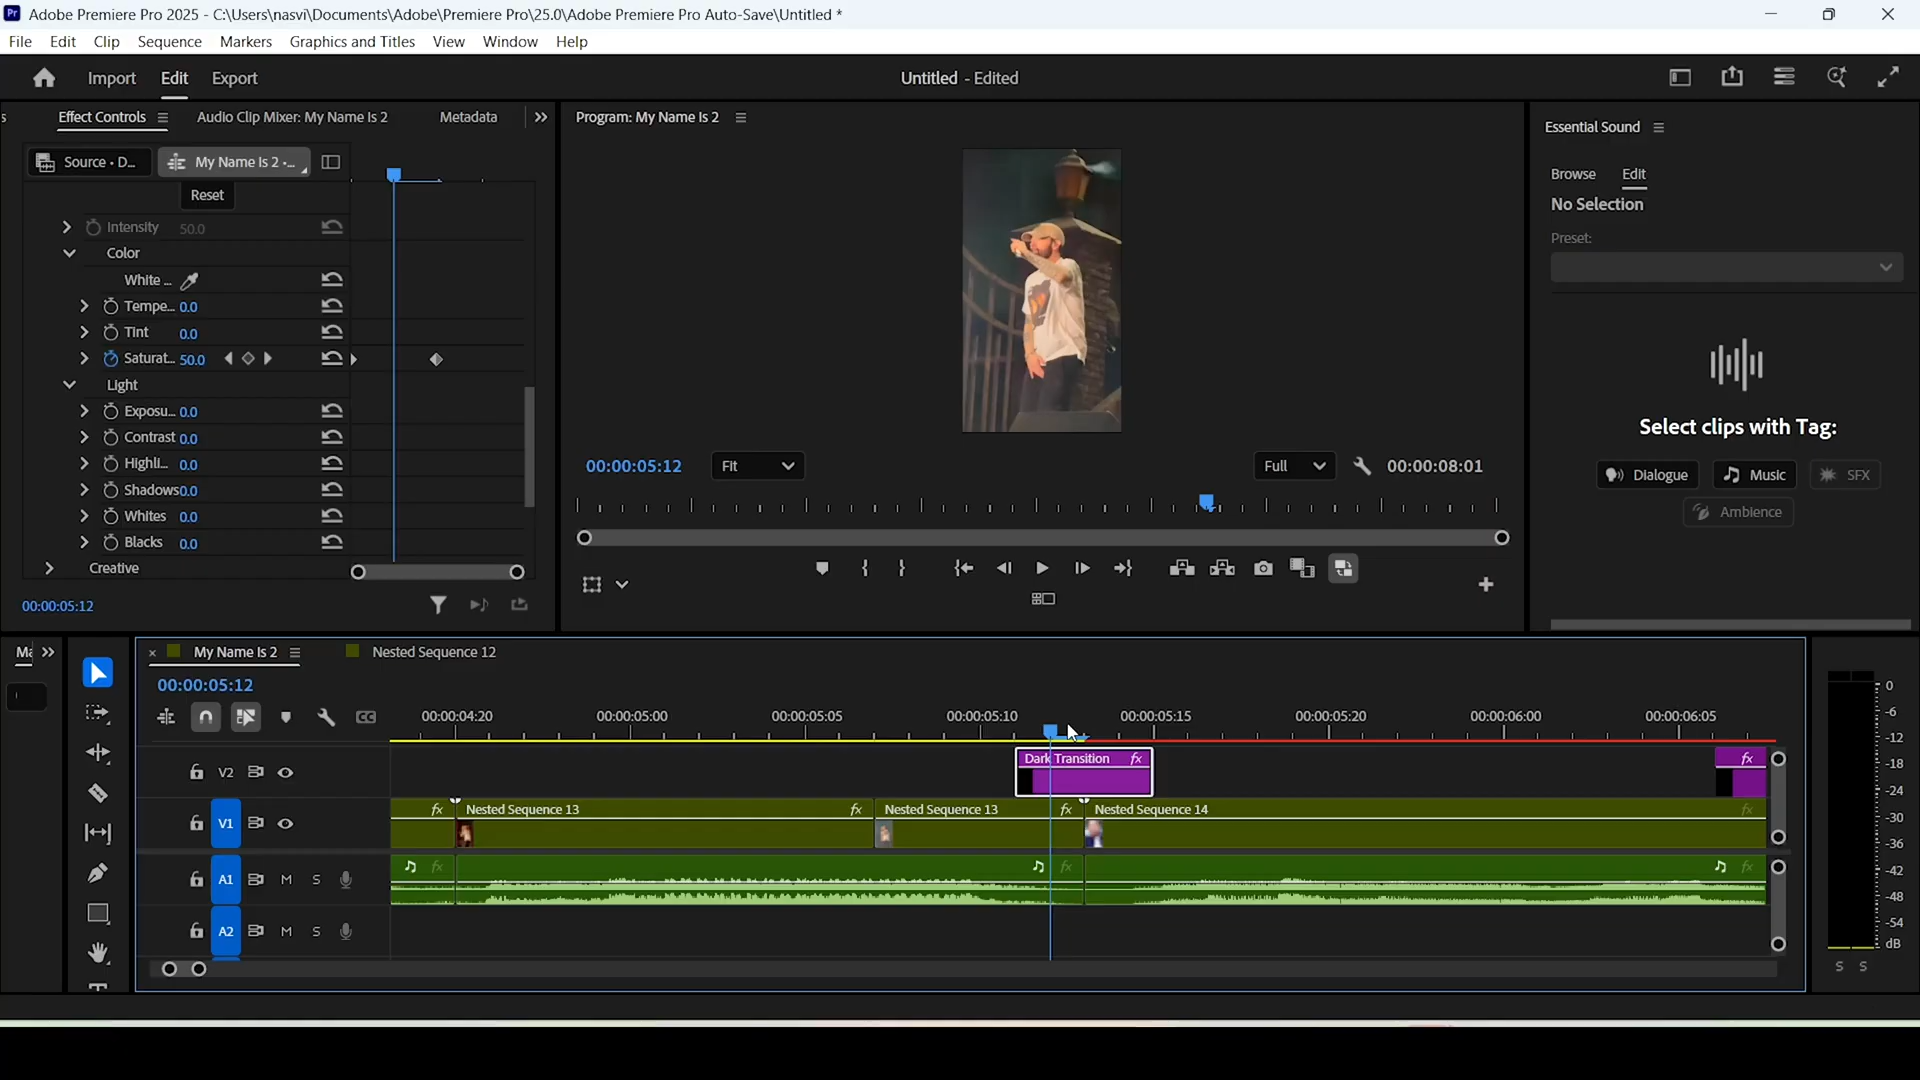 Adobe Premiere Pro 2025 - C:\Users\nasvi\Documents\Adobe\Premiere Pro\25.0\Adobe Premiere Pro Auto-Save\Untitled *
File Edit Clip Sequence Markers Graphics and Titles View Window Help
Import Edit Export
Untitled - Edited
s Effect Controls Audio Clip Mixer: My Name Is 2 Metadata
Program: My Name Is 2
Essential Sound
Source • D... My Name Is 2 •...
Browse Edit
Reset
No Selection
Intensity 50.0
Preset:
Color
White ...
Tempe... 0.0
Tint 0.0
Saturat... 50.0
Light
Exposu... 0.0
Contrast 0.0
Highli... 0.0
Shadows 0.0
Whites 0.0
Blacks 0.0
Creative
00:00:05:12
00:00:05:12 Fit Full 00:00:08:01
Select clips with Tag:
Dialogue Music SFX
Ambience
Ma
My Name Is 2 Nested Sequence 12
00:00:05:12
CC
00:00:04:20 00:00:05:00 00:00:05:05 00:00:05:10 00:00:05:15 00:00:05:20 00:00:06:00 00:00:06:05
V2 Dark Transition fx fx
V1 fx Nested Sequence 13 fx Nested Sequence 13 fx Nested Sequence 14 fx
A1 M S fx fx fx
A2 M S
0
-6
-12
-18
-24
-30
-36
-42
-48
-54
dB
S S